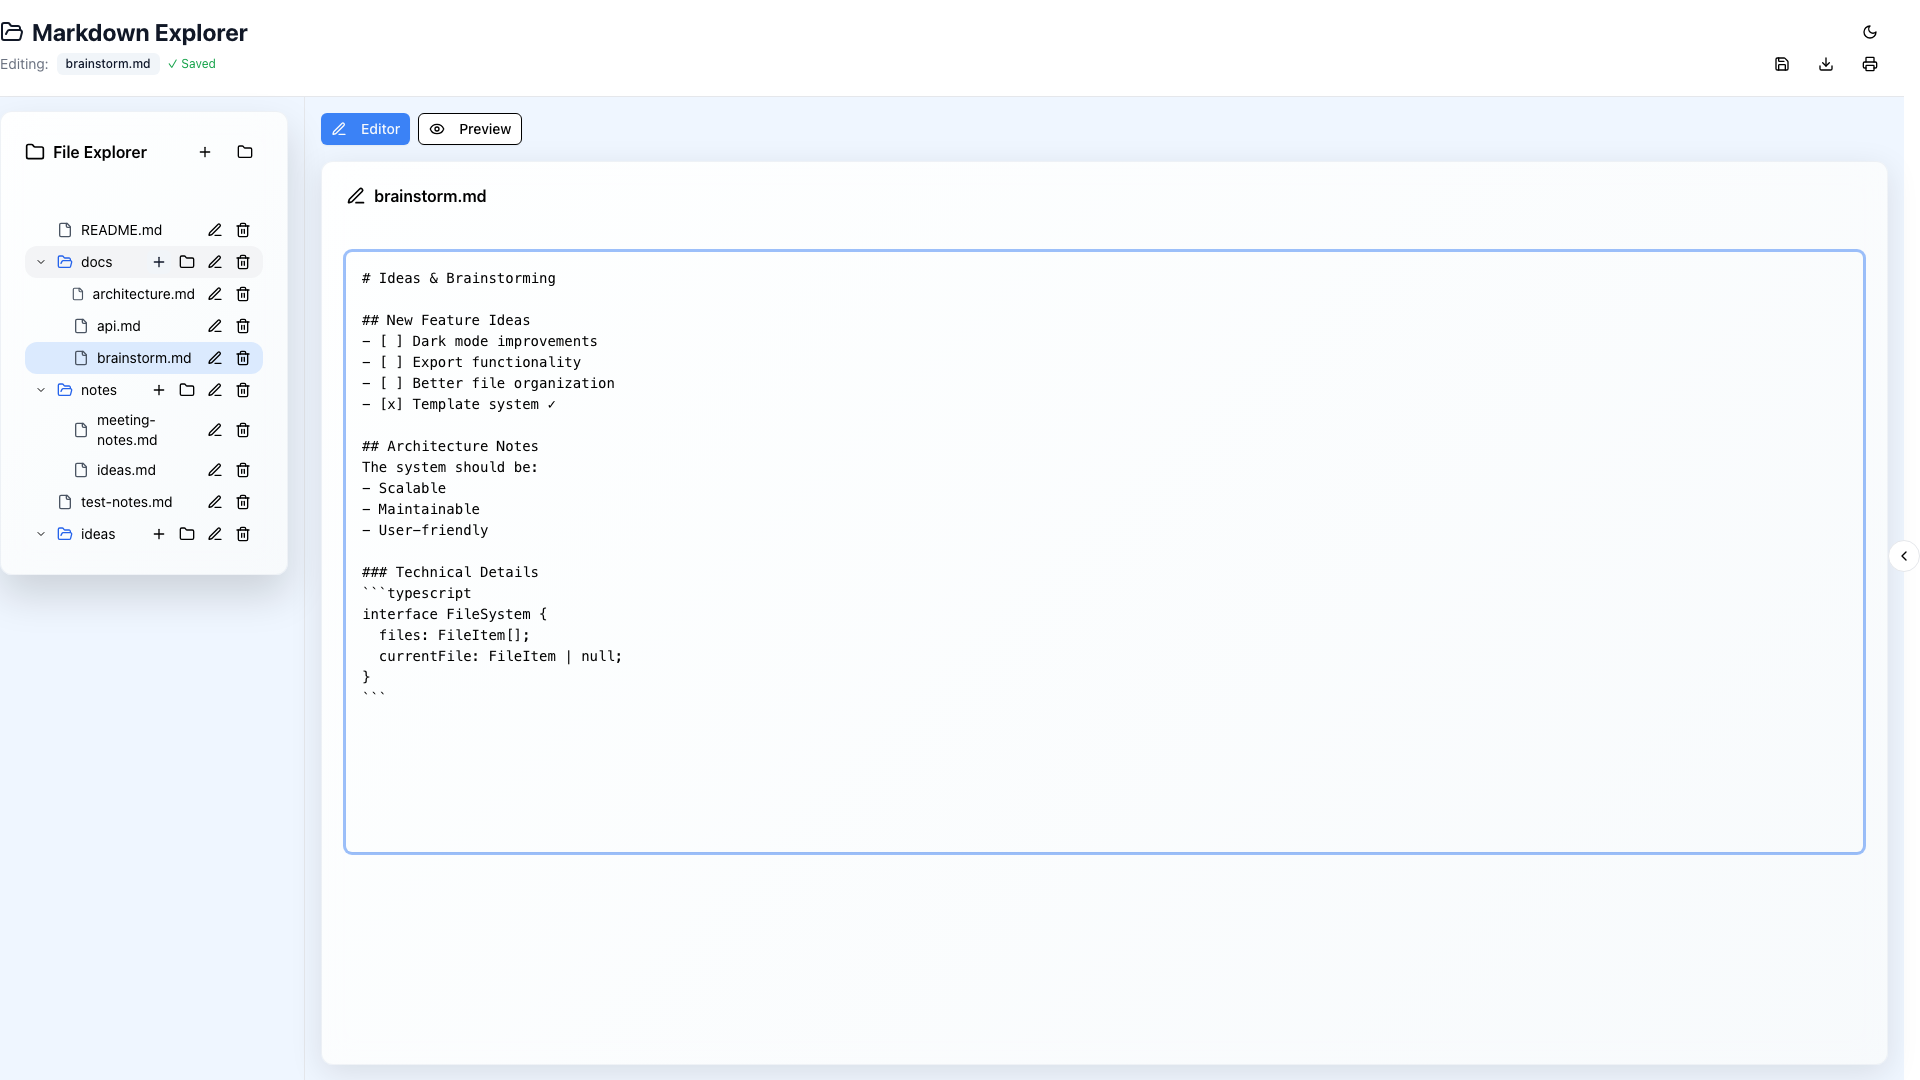 Markdown Explorer
Editing: brainstorm.md ✓ Saved
File Explorer
README.md
docs
architecture.md
api.md
brainstorm.md
notes
meeting-
notes.md
ideas.md
test-notes.md
ideas
Editor Preview
brainstorm.md
# Ideas & Brainstorming
## New Feature Ideas
- [ ] Dark mode improvements
- [ ] Export functionality
- [ ] Better file organization
- [x] Template system ✓
## Architecture Notes
The system should be:
- Scalable
- Maintainable
- User-friendly
### Technical Details
```typescript
interface FileSystem {
  files: FileItem[];
  currentFile: FileItem | null;
}
```